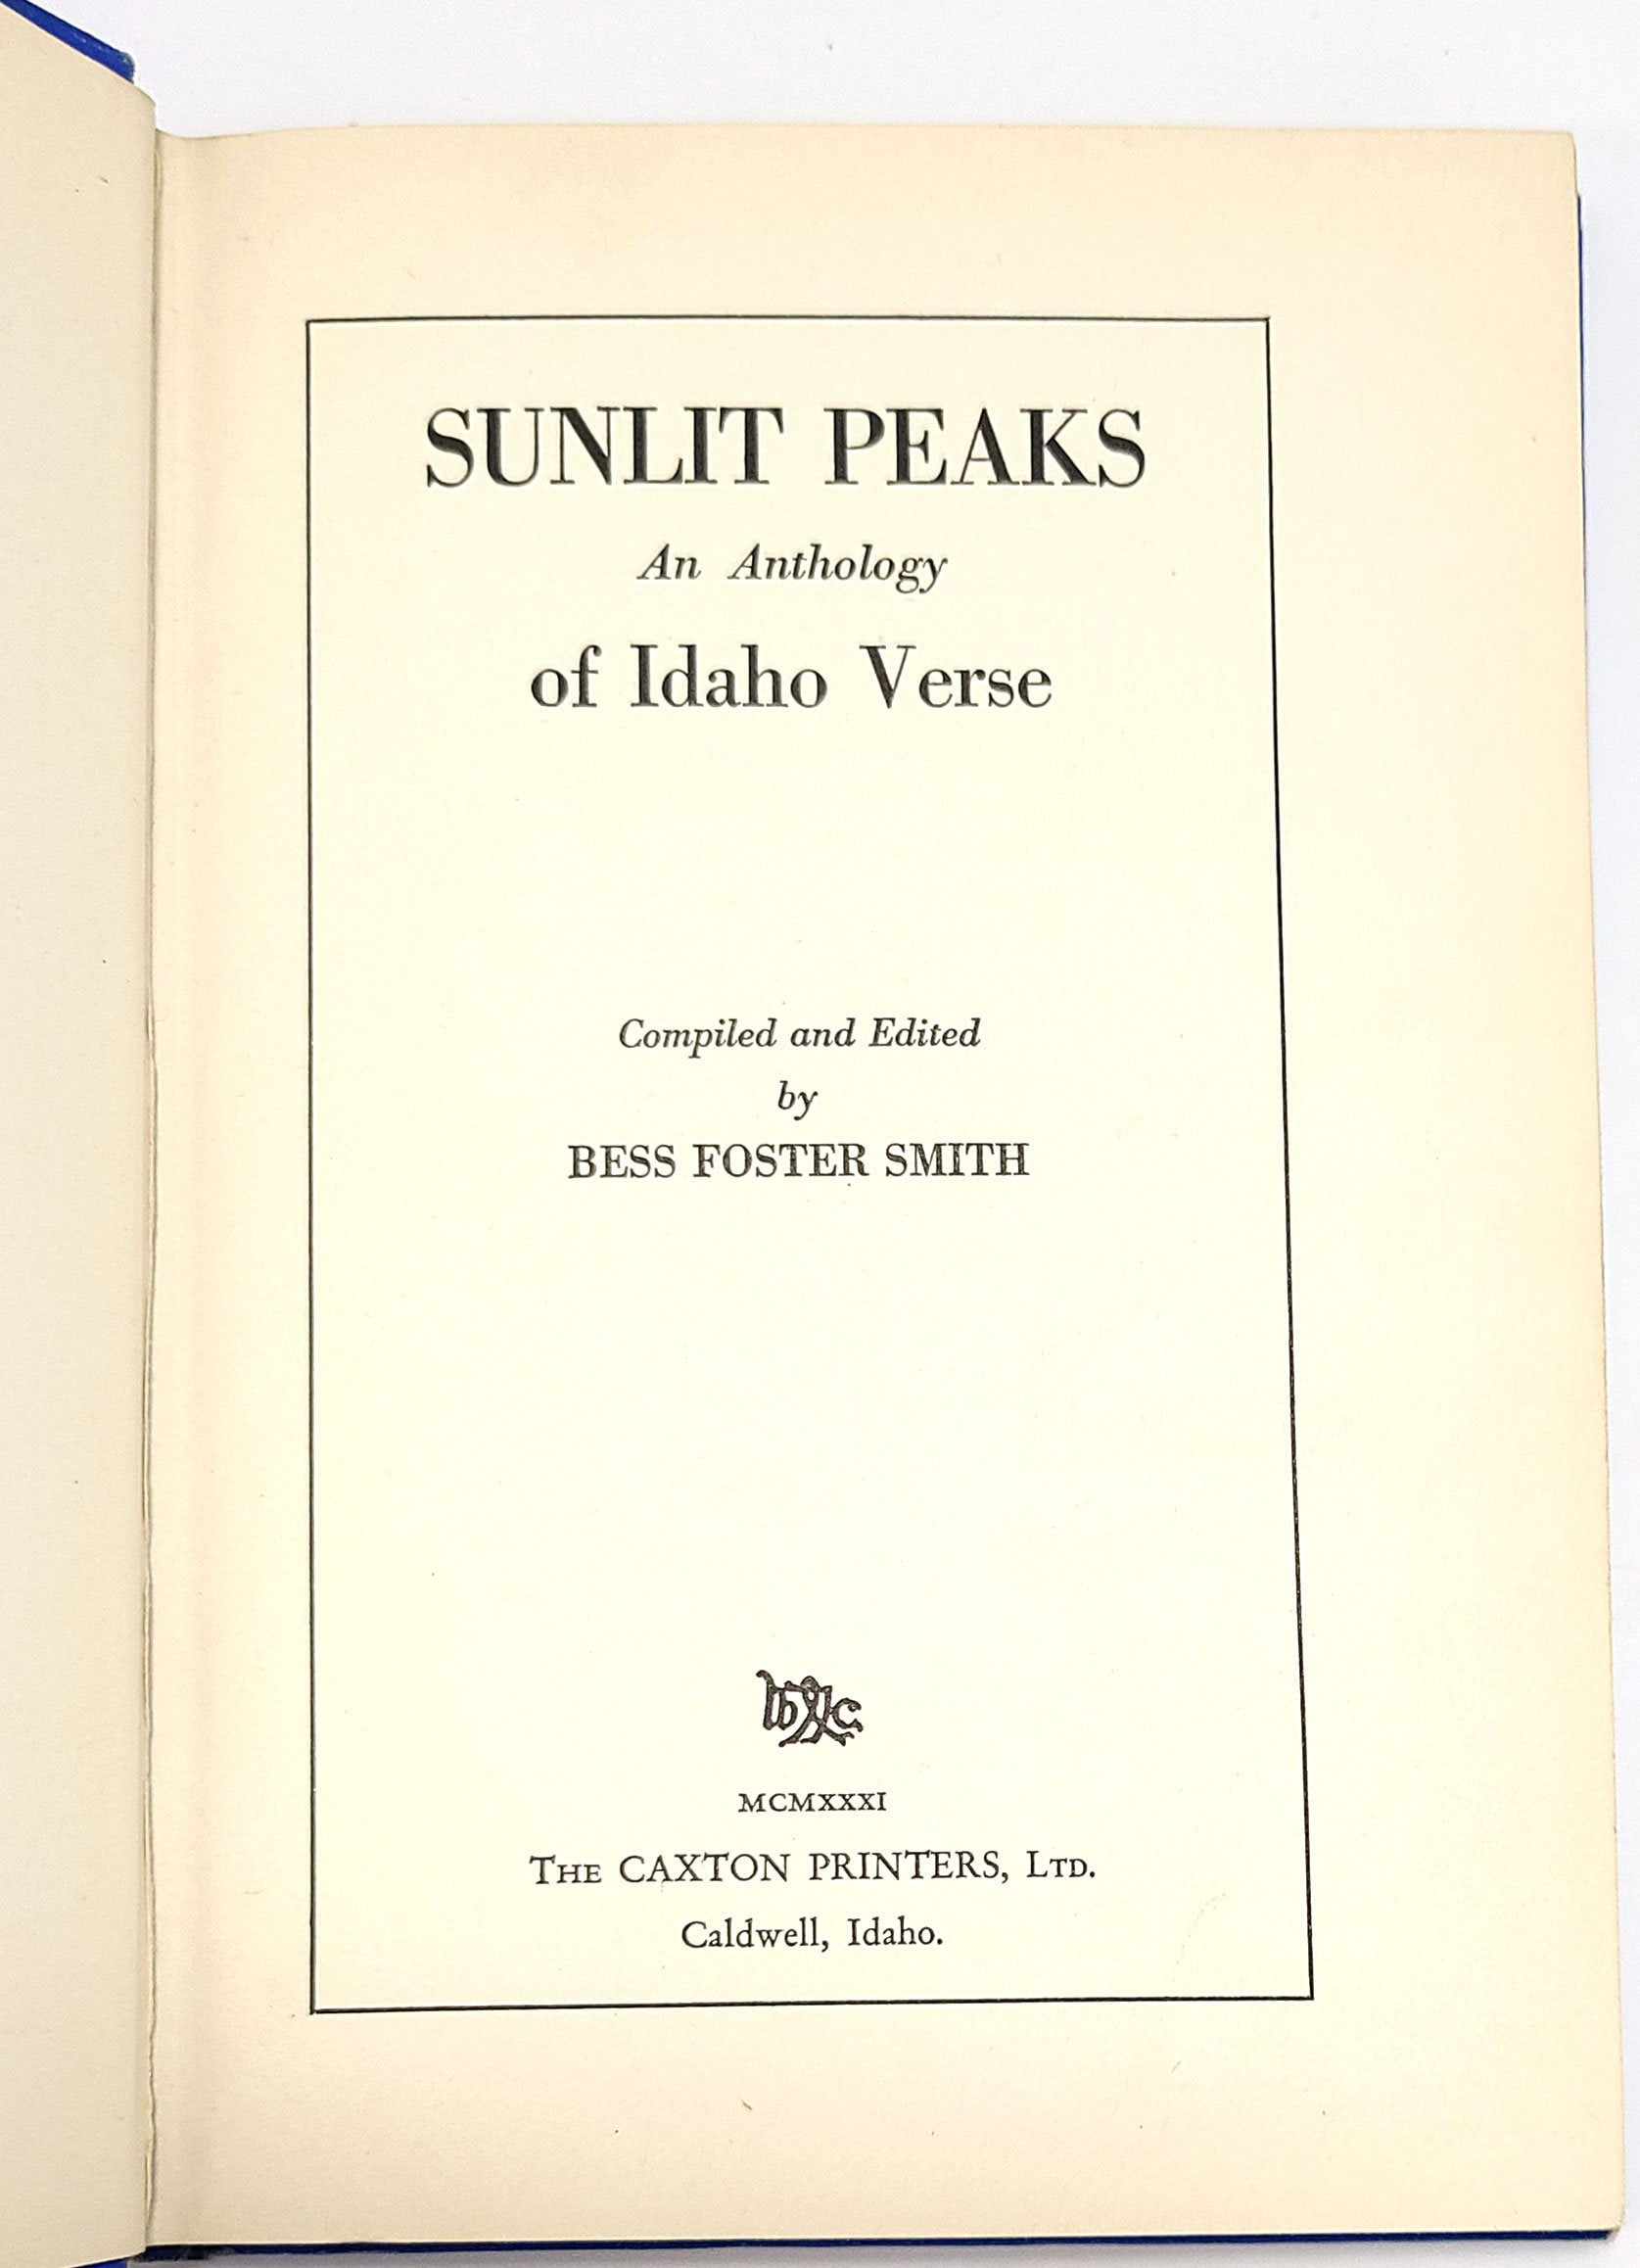 SUNLIT PEAKS
An Anthology
of Idaho Verse
Compiled and Edited
by
BESS FOSTER SMITH
MCMXXXI
THE CAXTON PRINTERS, LTD.
Caldwell, Idaho.